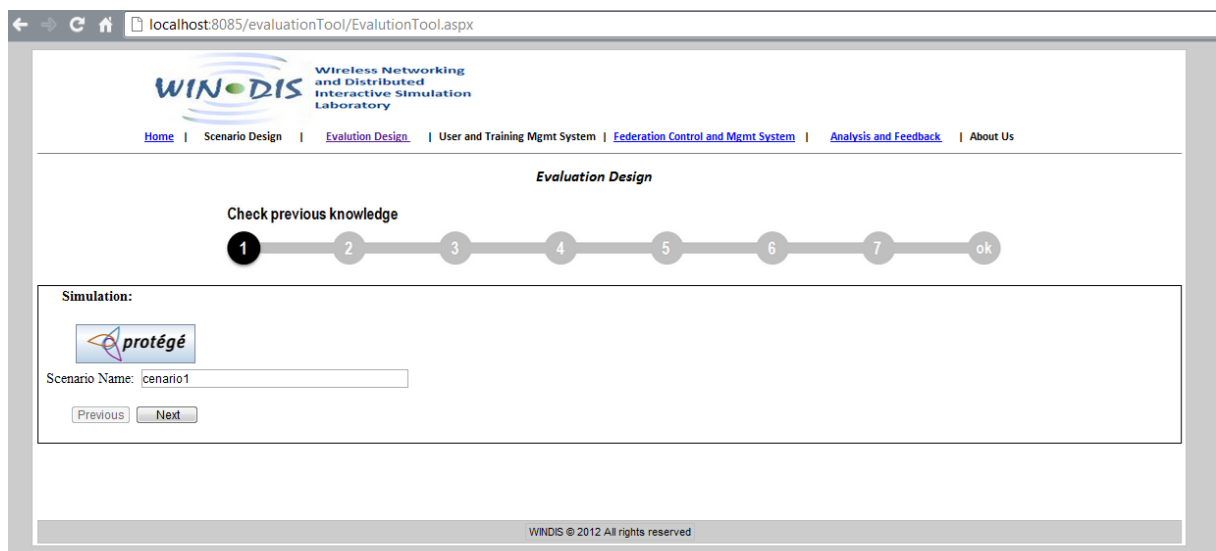 localhost:8085/evaluationTool/EvalutionTool.aspx
WIN DIS
WIreless Networking
and Distributed
Interactive SImulation
Laboratory
Home | Scenario Design | Evalution Design | User and Training Mgmt System | Federation Control and Mgmt System | Analysis and Feedback | About Us
Evaluation Design
Check previous knowledge
1 2 3 4 5 6 7 ok
Simulation:
protégé
Scenario Name: cenario1
Previous Next
WINDIS © 2012 All rights reserved